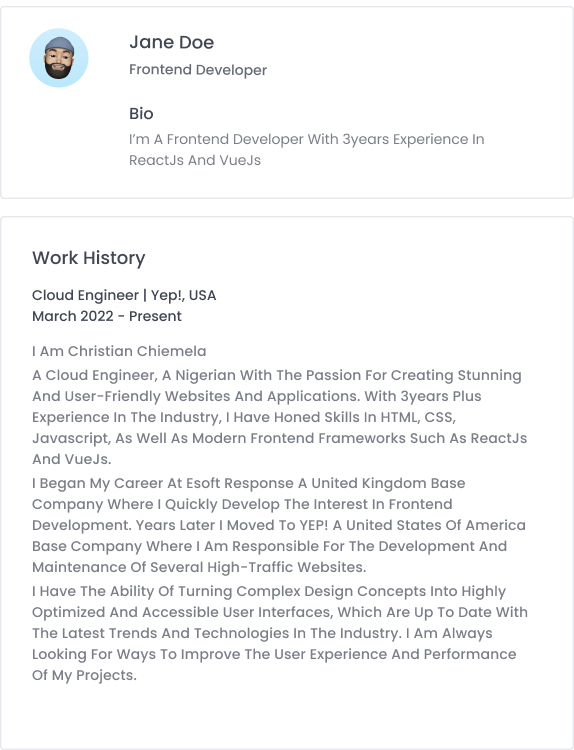 Jane Doe
Frontend Developer
Bio
I'm A Frontend Developer With 3years Experience In
ReactJs And VueJs
Work History
Cloud Engineer | Yep!, USA
March 2022 - Present
I Am Christian Chiemela
A Cloud Engineer, A Nigerian With The Passion For Creating Stunning
And User-Friendly Websites And Applications. With 3years Plus
Experience In The Industry, I Have Honed Skills In HTML, CSS,
Javascript, As Well As Modern Frontend Frameworks Such As ReactJs
And VueJs.
I Began My Career At Esoft Response A United Kingdom Base
Company Where I Quickly Develop The Interest In Frontend
Development. Years Later I Moved To YEP! A United States Of America
Base Company Where I Am Responsible For The Development And
Maintenance Of Several High-Traffic Websites.
I Have The Ability Of Turning Complex Design Concepts Into Highly
Optimized And Accessible User Interfaces, Which Are Up To Date With
The Latest Trends And Technologies In The Industry. I Am Always
Looking For Ways To Improve The User Experience And Performance
Of My Projects.